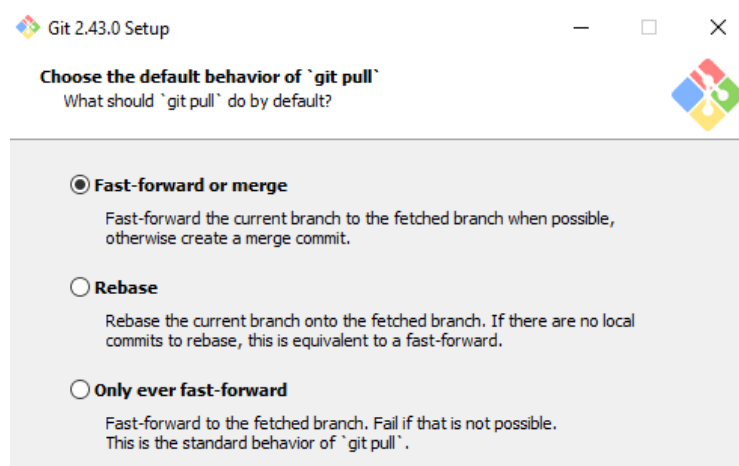 Git 2.43.0 Setup
Choose the default behavior of `git pull`
What should `git pull` do by default?
Fast-forward or merge
Fast-forward the current branch to the fetched branch when possible,
otherwise create a merge commit.
Rebase
Rebase the current branch onto the fetched branch. If there are no local
commits to rebase, this is equivalent to a fast-forward.
Only ever fast-forward
Fast-forward to the fetched branch. Fail if that is not possible.
This is the standard behavior of `git pull`.